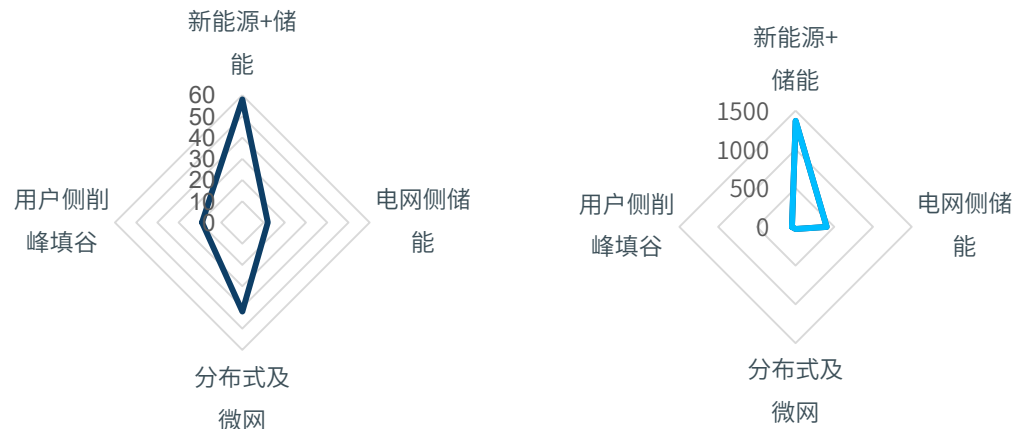 新能源+储
能
60
50
40
30
20
10
0
用户侧削
峰填谷
电网侧储
能
分布式及
微网
新能源+
储能
1500
1000
500
0
用户侧削
峰填谷
电网侧储
能
分布式及
微网